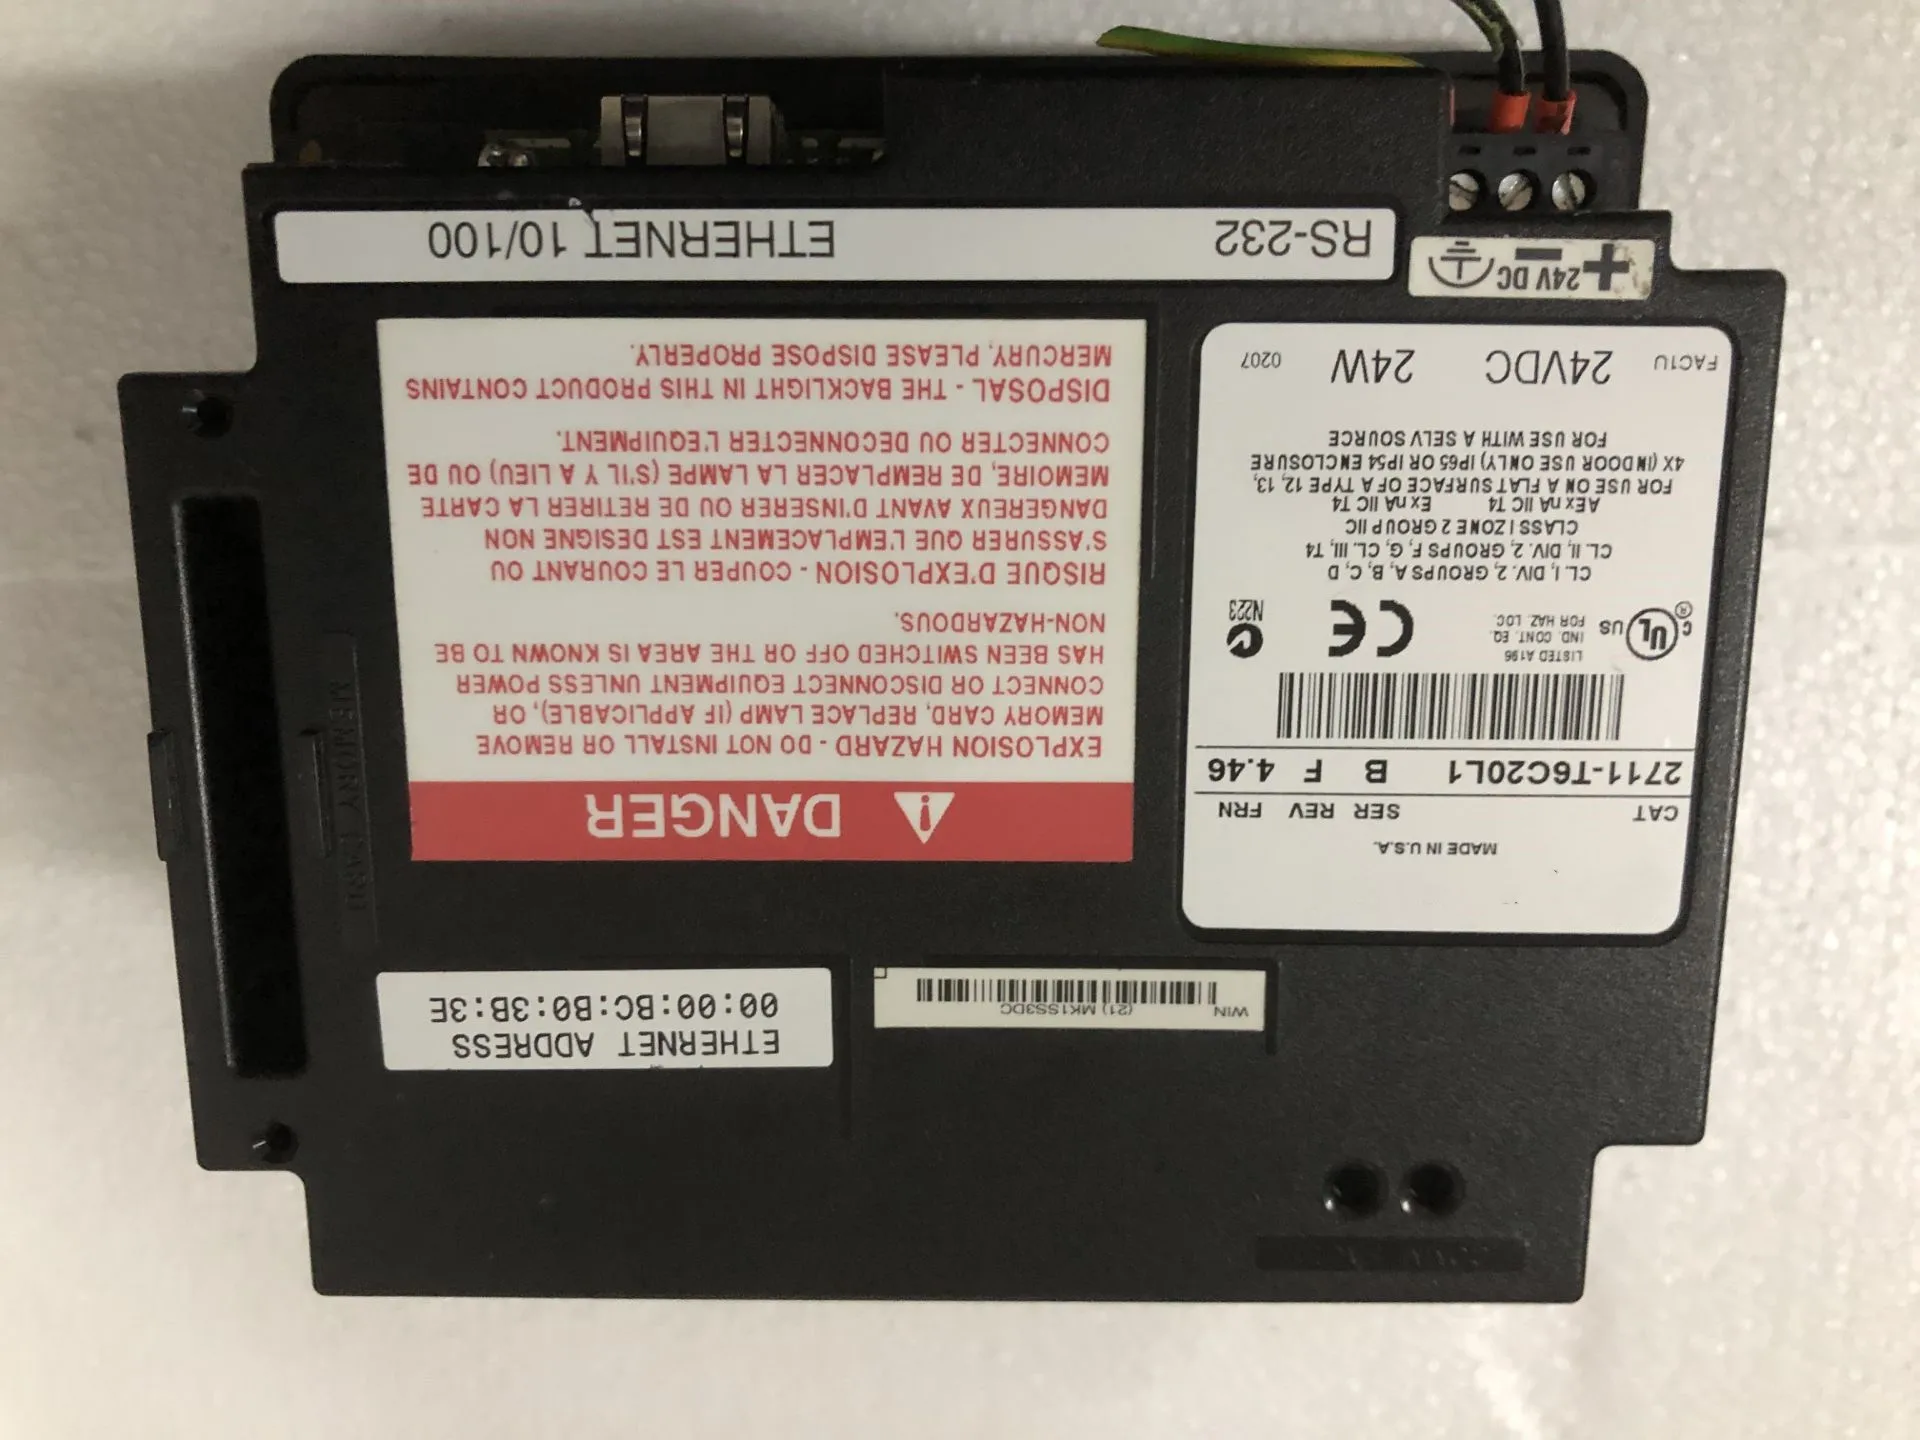 MADE IN U.S.A.
CAT SER REV FRN
2711-T6C20L1 B F 4.46
C UL US ®
LISTED A196
IND. CONT. EQ.
FOR HAZ. LOC.
CE
N223
CL. I, DIV. 2, GROUPS A, B, C, D
CL. II, DIV. 2 GROUPS F, G, CL. III, T4
CLASS I ZONE 2 GROUP IIC
AEx nA IIC T4 Ex nA IIC T4
FOR USE ON A FLAT SURFACE OF A TYPE 12, 13,
4X (INDOOR USE ONLY) IP65 OR IP54 ENCLOSURE
FOR USE WITH A SELV SOURCE
FAC1U 24VDC 24W 0207
WIN (21) MK1SS3DC
ETHERNET ADDRESS
00:00:BC:B0:3B:3E
DANGER
EXPLOSION HAZARD - DO NOT INSTALL OR REMOVE
MEMORY CARD, REPLACE LAMP (IF APPLICABLE), OR
CONNECT OR DISCONNECT EQUIPMENT UNLESS POWER
HAS BEEN SWITCHED OFF OR THE AREA IS KNOWN TO BE
NON-HAZARDOUS.
RISQUE D'EXPLOSION - COUPER LE COURANT OU
S'ASSURER QUE L'EMPLACEMENT EST DESIGNE NON
DANGEREUX AVANT D'INSERER OU DE RETIRER LA CARTE
MEMOIRE, DE REMPLACER LA LAMPE (S'IL Y A LIEU) OU DE
CONNECTER OU DECONNECTER L'EQUIPMENT.
DISPOSAL - THE BACKLIGHT IN THIS PRODUCT CONTAINS
MERCURY, PLEASE DISPOSE PROPERLY.
MEMORY CARD
+ 24V DC -
RS-232 ETHERNET 10/100